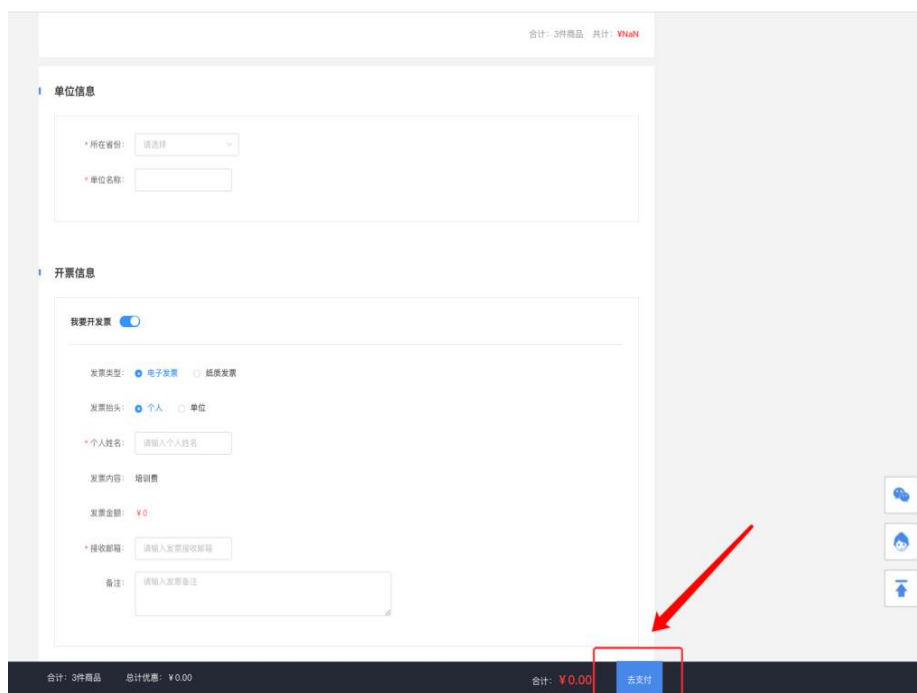 合计：3件商品 共计：¥NaN
单位信息
*所在省份： 请选择
*单位名称：
开票信息
我要开发票
发票类型： 电子发票 纸质发票
发票抬头： 个人 单位
*个人姓名： 请输入个人姓名
发票内容： 培训费
发票金额： ¥0
*接收邮箱： 请输入发票接收邮箱
备注： 请输入发票备注
合计：3件商品 总计优惠：¥0.00 合计：¥0.00 去支付